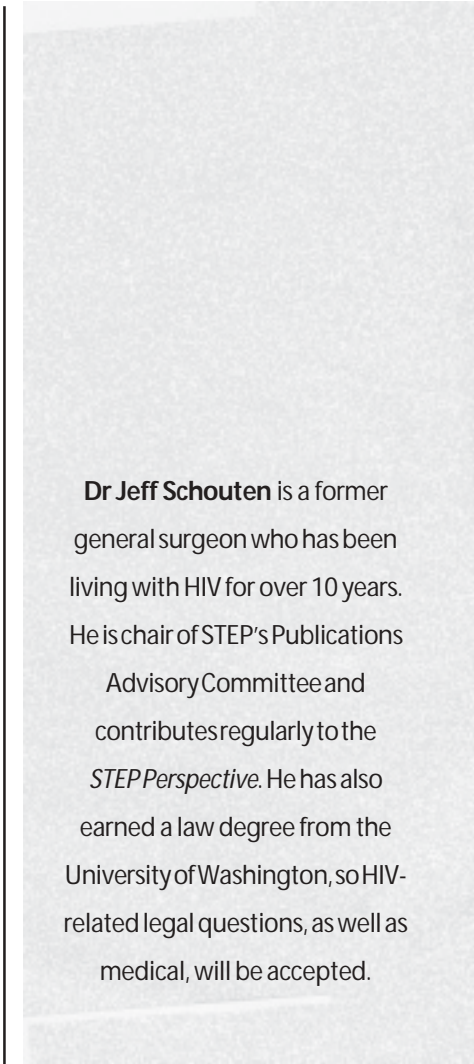 Dr Jeff Schouten is a former
general surgeon who has been
living with HIV for over 10 years.
He is chair of STEP's Publications
Advisory Committee and
contributes regularly to the
STEP Perspective. He has also
earned a law degree from the
University of Washington, so HIV-
related legal questions, as well as
medical, will be accepted.